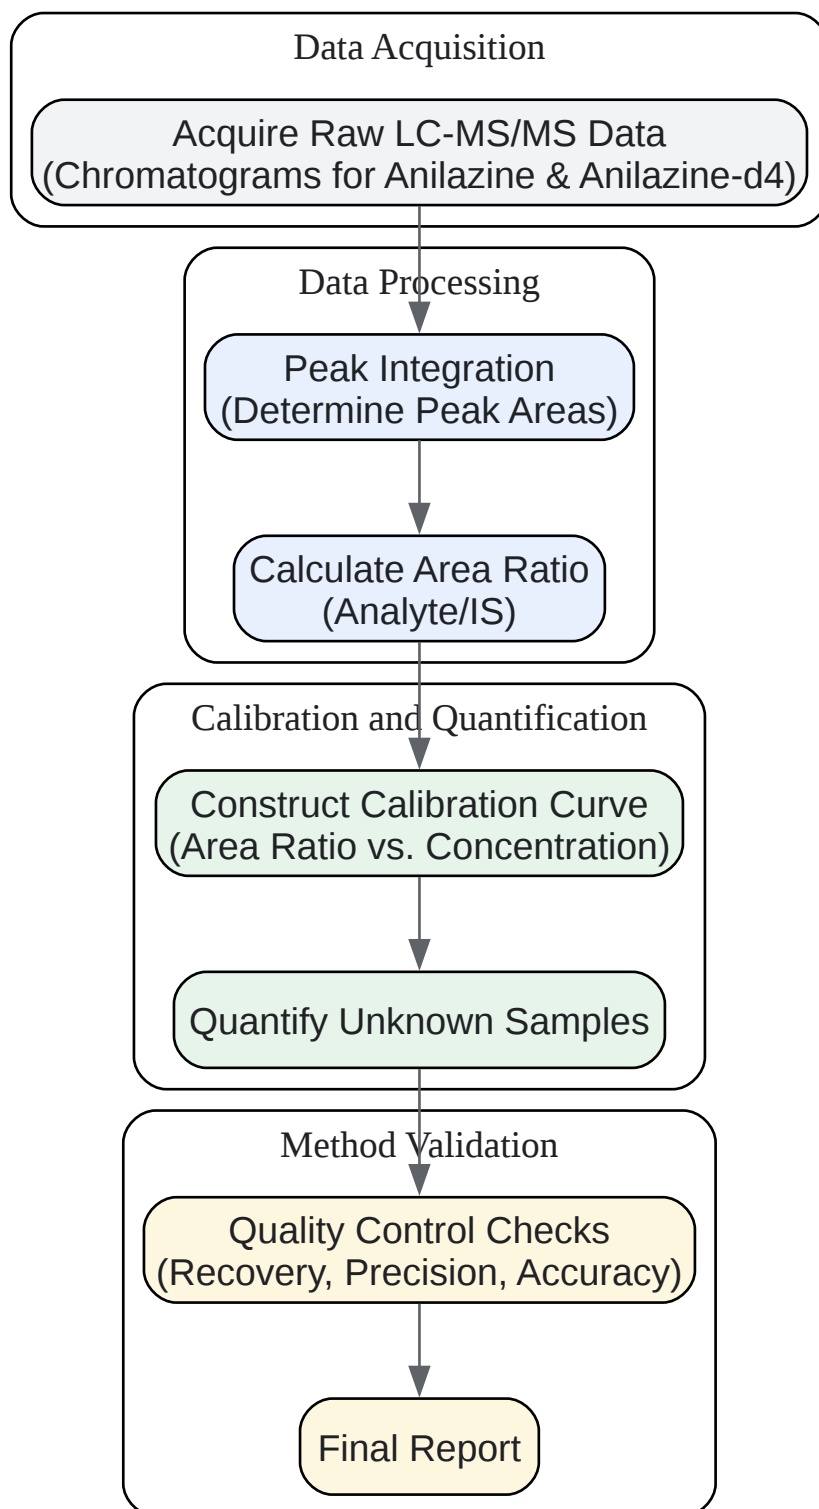 Data Acquisition
Acquire Raw LC-MS/MS Data
(Chromatograms for Anilazine & Anilazine-d4)
Data Processing
Peak Integration
(Determine Peak Areas)
Calculate Area Ratio
(Analyte/IS)
Calibration and Quantification
Construct Calibration Curve
(Area Ratio vs. Concentration)
Quantify Unknown Samples
Method Validation
Quality Control Checks
(Recovery, Precision, Accuracy)
Final Report